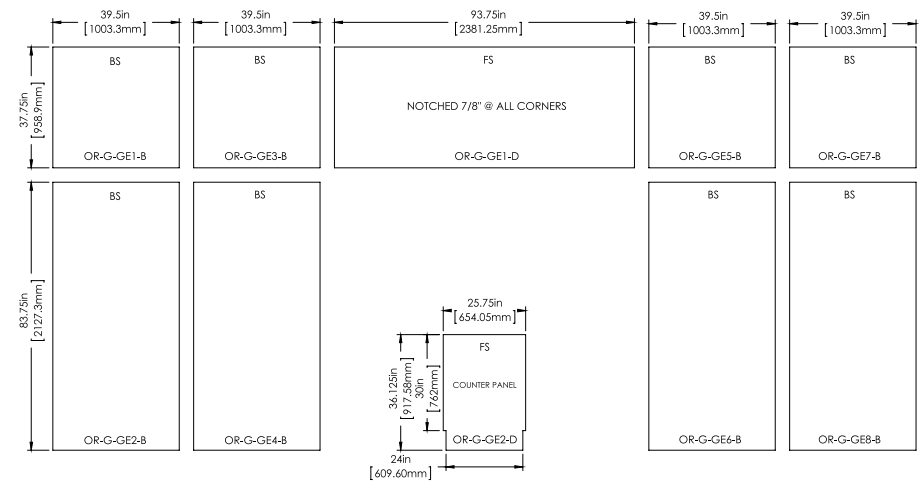 39.5in
[1003.3mm]
39.5in
[1003.3mm]
93.75in
[2381.25mm]
39.5in
[1003.3mm]
39.5in
[1003.3mm]
37.75in
[958.9mm]
BS
OR-G-GE1-B
BS
OR-G-GE3-B
FS
NOTCHED 7/8" @ ALL CORNERS
OR-G-GE1-D
BS
OR-G-GE5-B
BS
OR-G-GE7-B
83.75in
[2127.3mm]
BS
OR-G-GE2-B
BS
OR-G-GE4-B
25.75in
[654.05mm]
36.125in
[917.58mm]
30in
[762mm]
FS
COUNTER PANEL
OR-G-GE2-D
24in
[609.60mm]
BS
OR-G-GE6-B
BS
OR-G-GE8-B